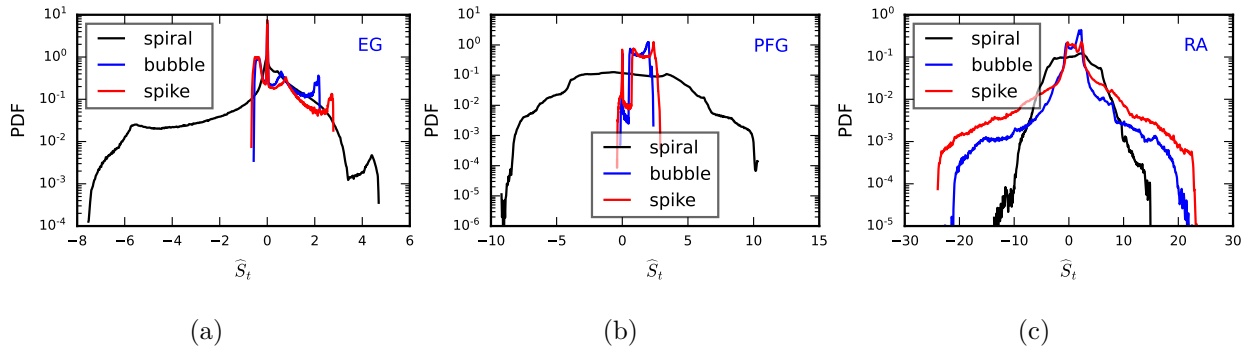 10^1
10^0
10^-1
10^-2
10^-3
10^-4
PDF
spiral
bubble
spike
EG
−8 −6 −4 −2 0 2 4 6
Ŝ_t
(a)
10^2
10^1
10^0
10^-1
10^-2
10^-3
10^-4
10^-5
10^-6
PDF
PFG
spiral
bubble
spike
−10 −5 0 5 10 15
Ŝ_t
(b)
10^0
10^-1
10^-2
10^-3
10^-4
10^-5
PDF
spiral
bubble
spike
RA
−30 −20 −10 0 10 20 30
Ŝ_t
(c)